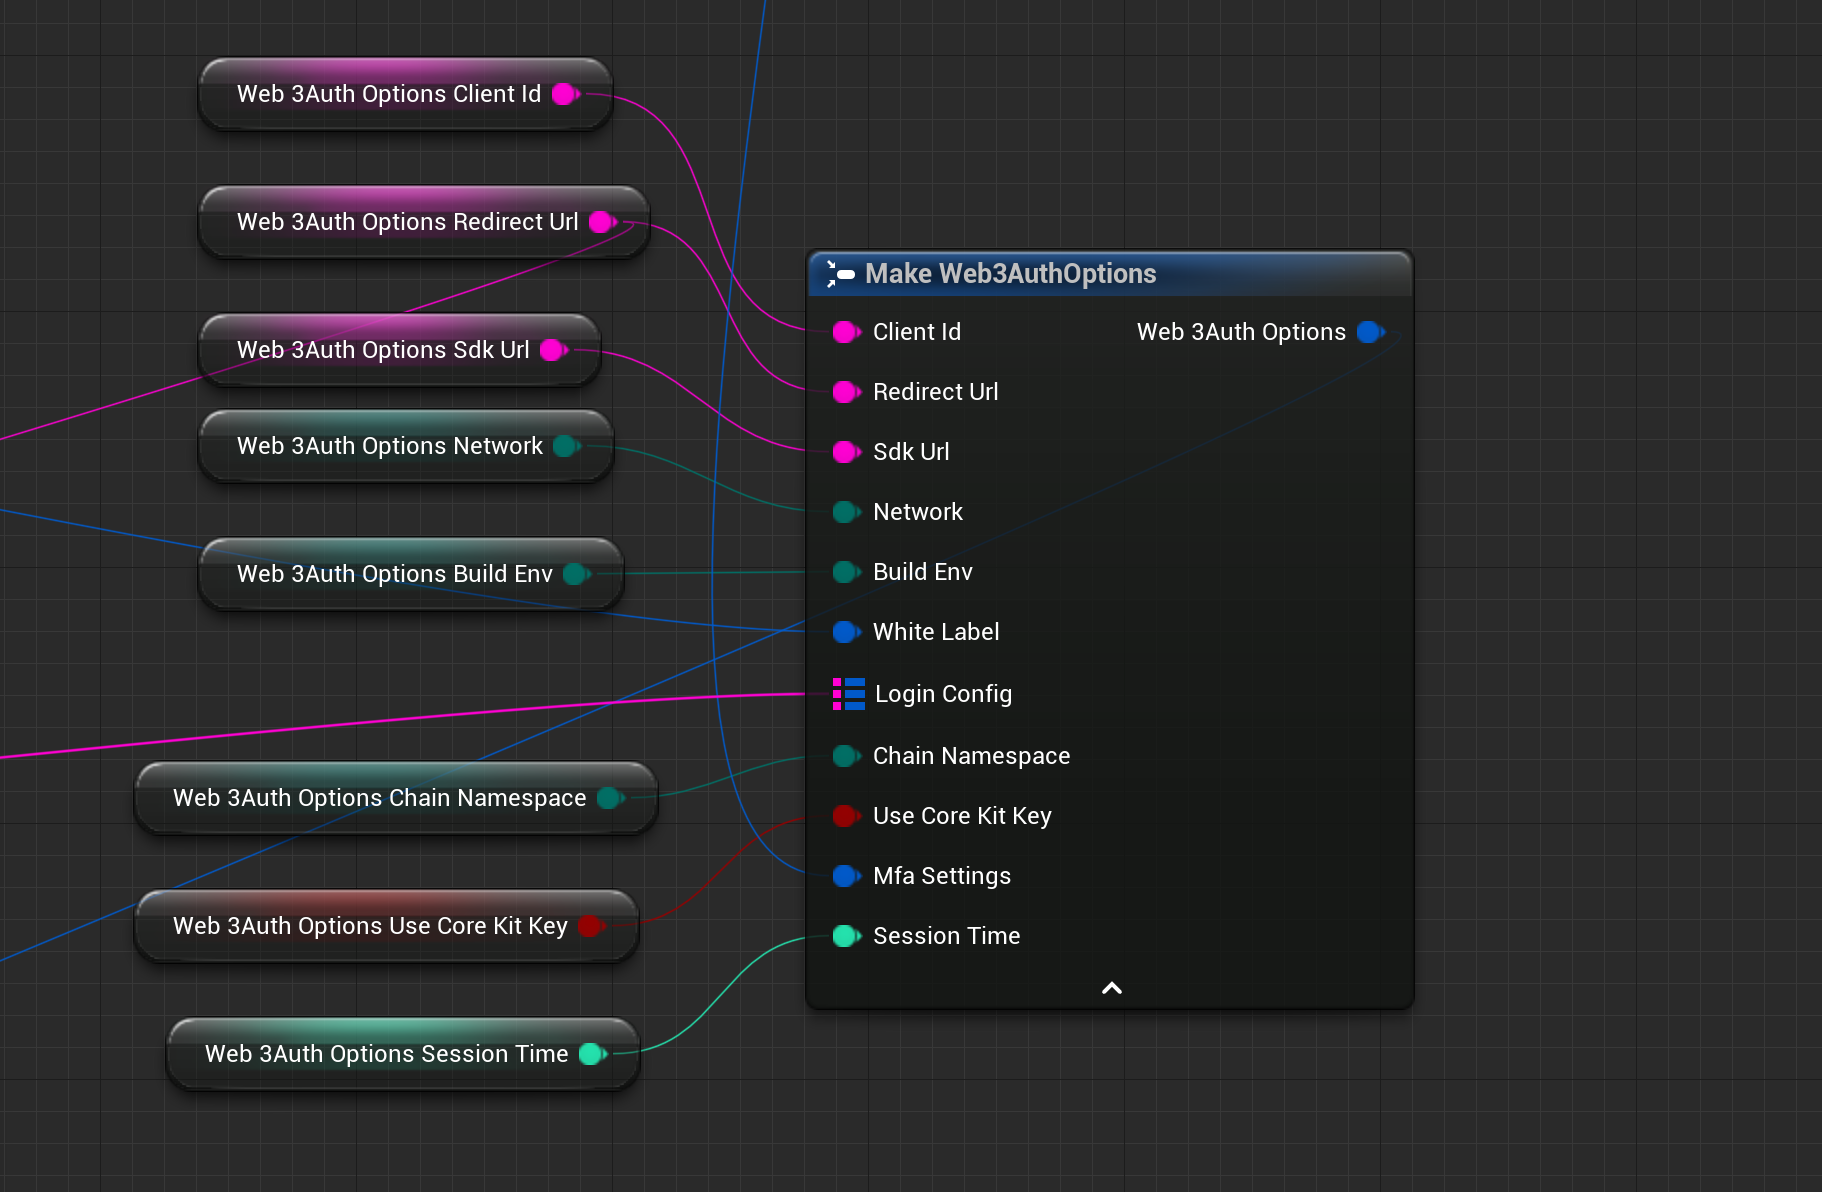 Web 3Auth Options Client Id
Web 3Auth Options Redirect Url
Web 3Auth Options Sdk Url
Web 3Auth Options Network
Web 3Auth Options Build Env
Web 3Auth Options Chain Namespace
Web 3Auth Options Use Core Kit Key
Web 3Auth Options Session Time
Make Web3AuthOptions
Client Id
Web 3Auth Options
Redirect Url
Sdk Url
Network
Build Env
White Label
Login Config
Chain Namespace
Use Core Kit Key
Mfa Settings
Session Time